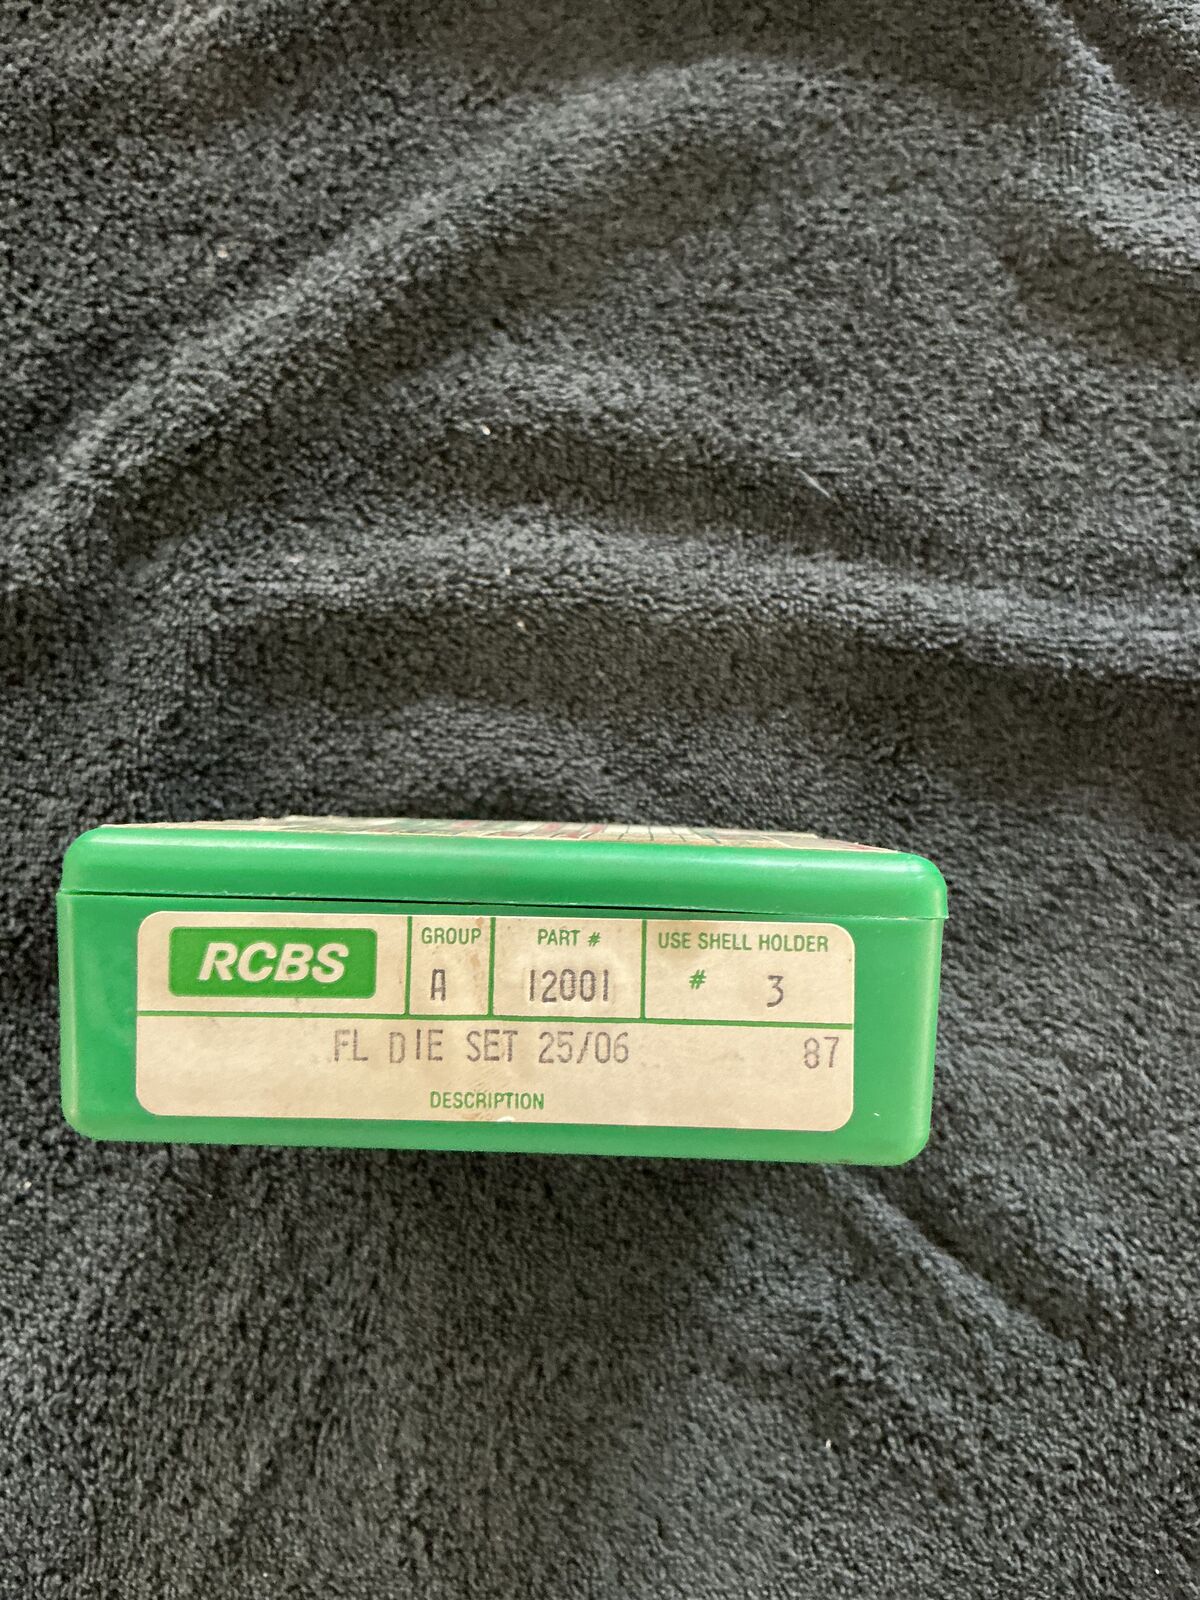 RCBS
GROUP
A
PART #
12001
USE SHELL HOLDER
# 3
FL DIE SET 25/06 87
DESCRIPTION